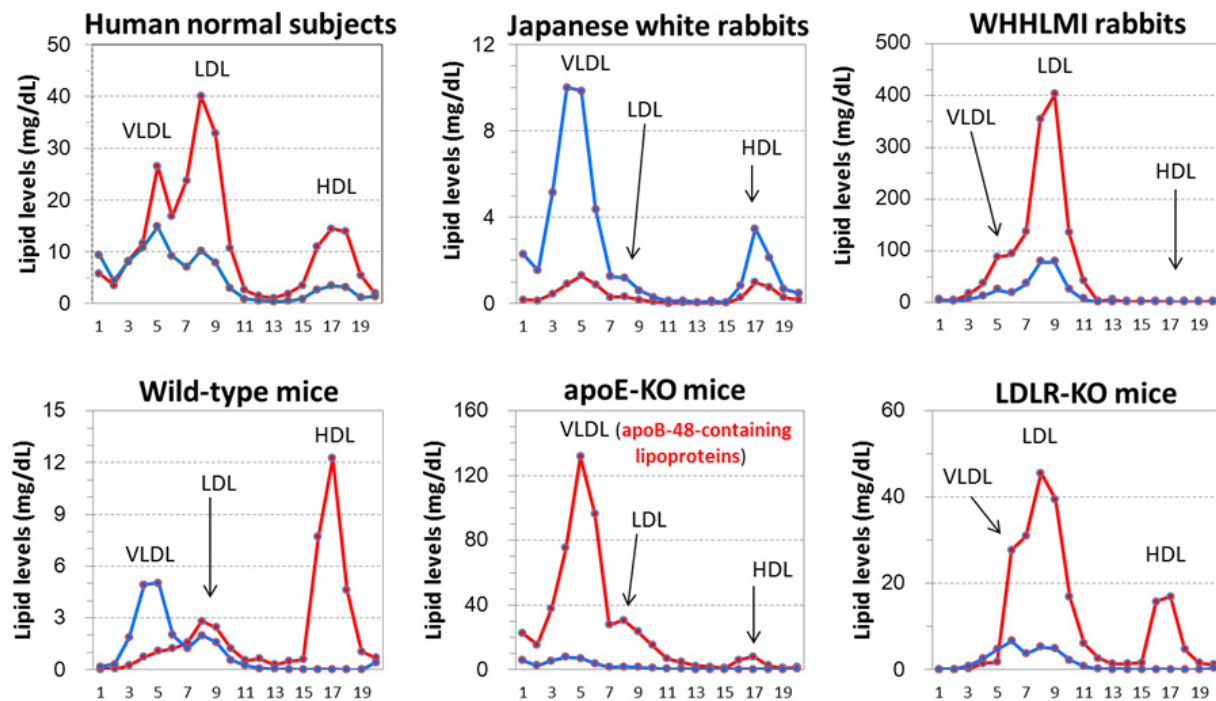 Human normal subjects
Lipid levels (mg/dL)
50
40
30
20
10
0
VLDL
LDL
HDL
1 3 5 7 9 11 13 15 17 19
Japanese white rabbits
Lipid levels (mg/dL)
12
8
4
0
VLDL
LDL
HDL
1 3 5 7 9 11 13 15 17 19
WHHLMI rabbits
Lipid levels (mg/dL)
500
400
300
200
100
0
VLDL
LDL
HDL
1 3 5 7 9 11 13 15 17 19
Wild-type mice
Lipid levels (mg/dL)
15
12
9
6
3
0
VLDL
LDL
HDL
1 3 5 7 9 11 13 15 17 19
apoE-KO mice
Lipid levels (mg/dL)
160
120
80
40
0
VLDL (apoB-48-containing
lipoproteins)
LDL
HDL
1 3 5 7 9 11 13 15 17 19
LDLR-KO mice
Lipid levels (mg/dL)
60
40
20
0
VLDL
LDL
HDL
1 3 5 7 9 11 13 15 17 19